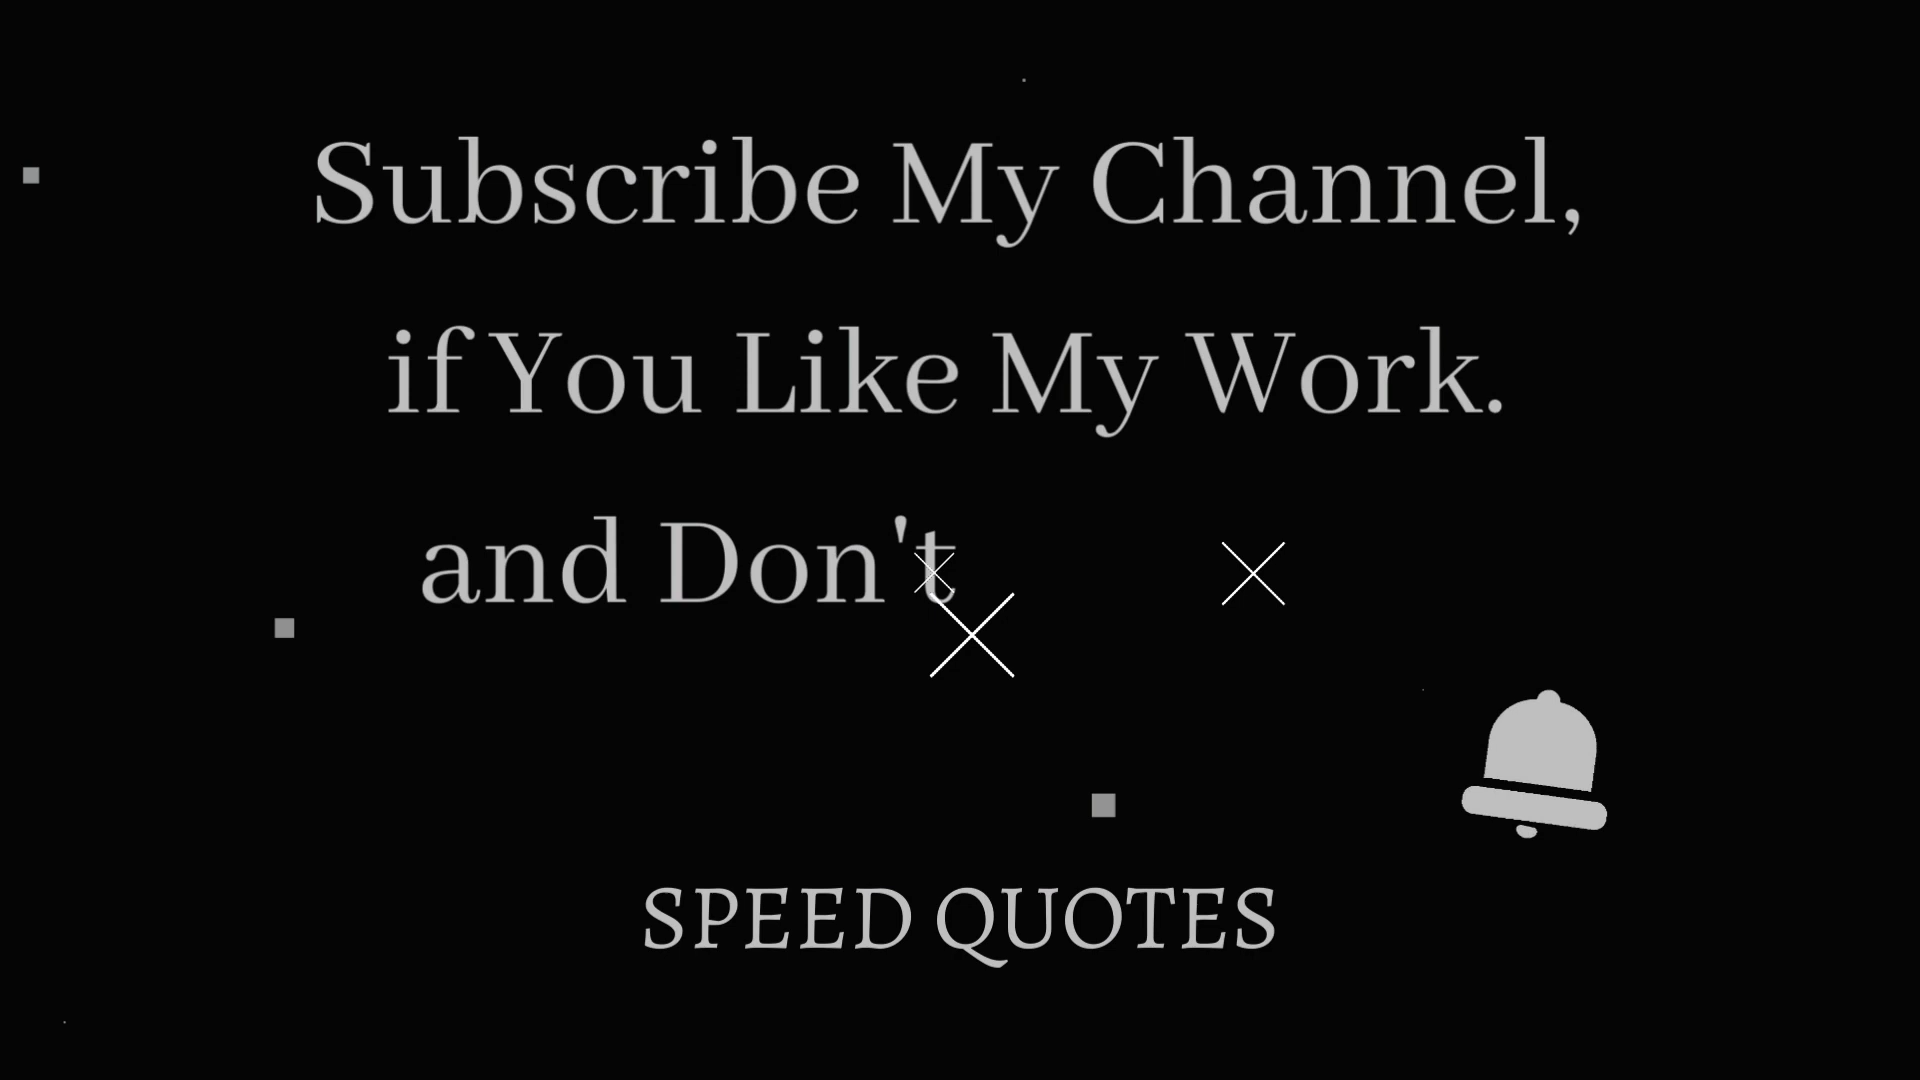 Subscribe My Channel,
if You Like My Work.
and Don't
SPEED QUOTES